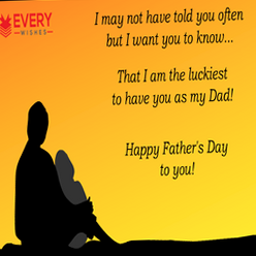 EVERY
WISHES
I may not have told you often
but I want you to know...
That I am the luckiest
to have you as my Dad!
Happy Father's Day
to you!